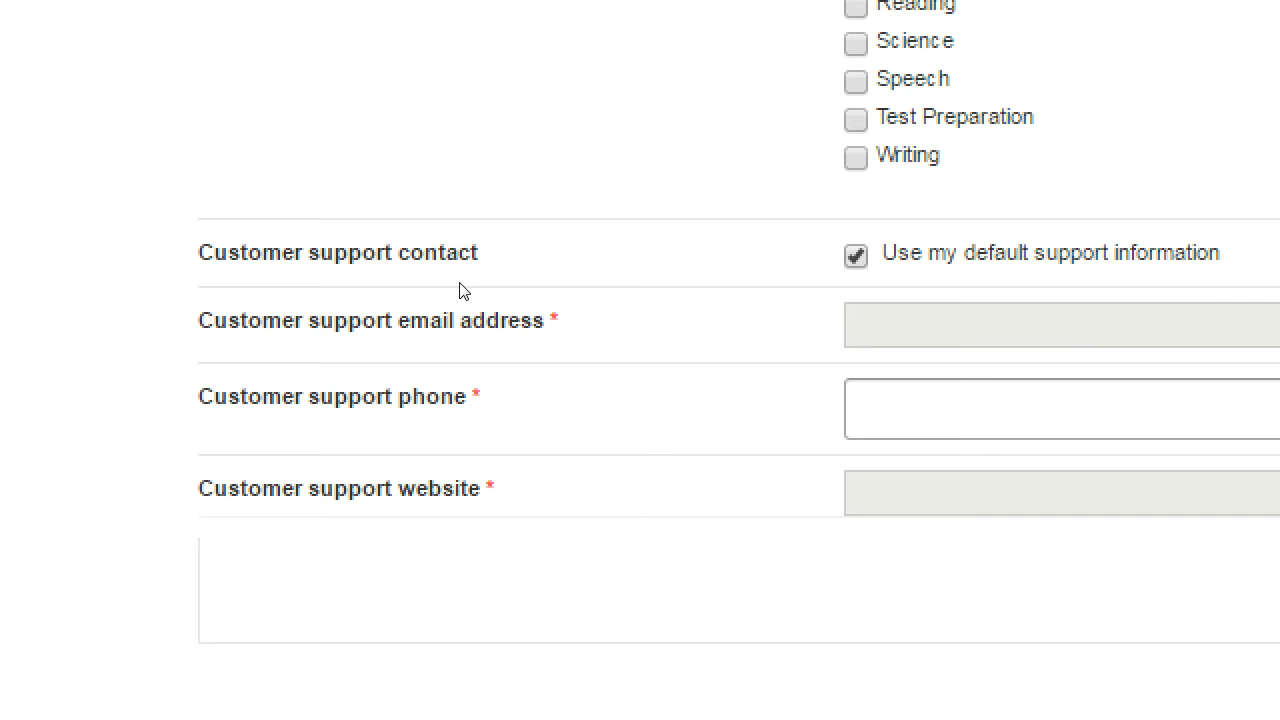 Reading
Science
Speech
Test Preparation
Writing
Customer support contact
Use my default support information
Customer support email address *
Customer support phone *
Customer support website *